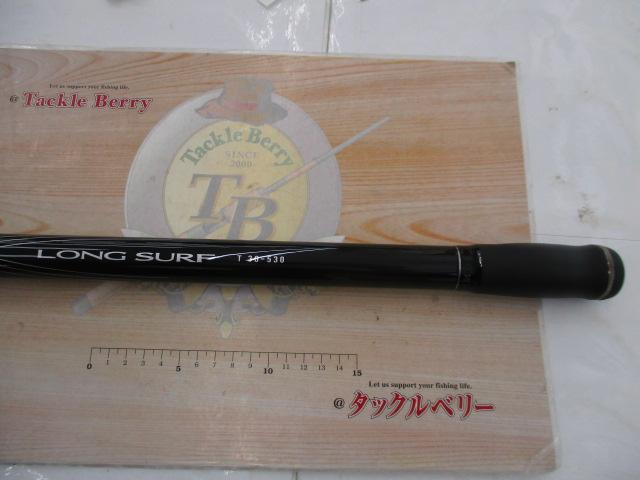 Let us support your fishing life.
@ Tackle Berry
Tackle Berry
SINCE
2000
TB
LONG SURF T 30-530
0 1 2 3 4 5 6 7 8 9 10 11 12 13 14 15
Let us support your fishing life.
@ タックルベリー